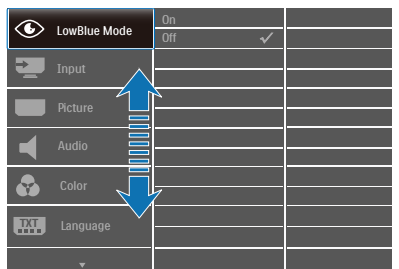 LowBlue Mode
On
Off
Input
Picture
Audio
Color
TXT
Language